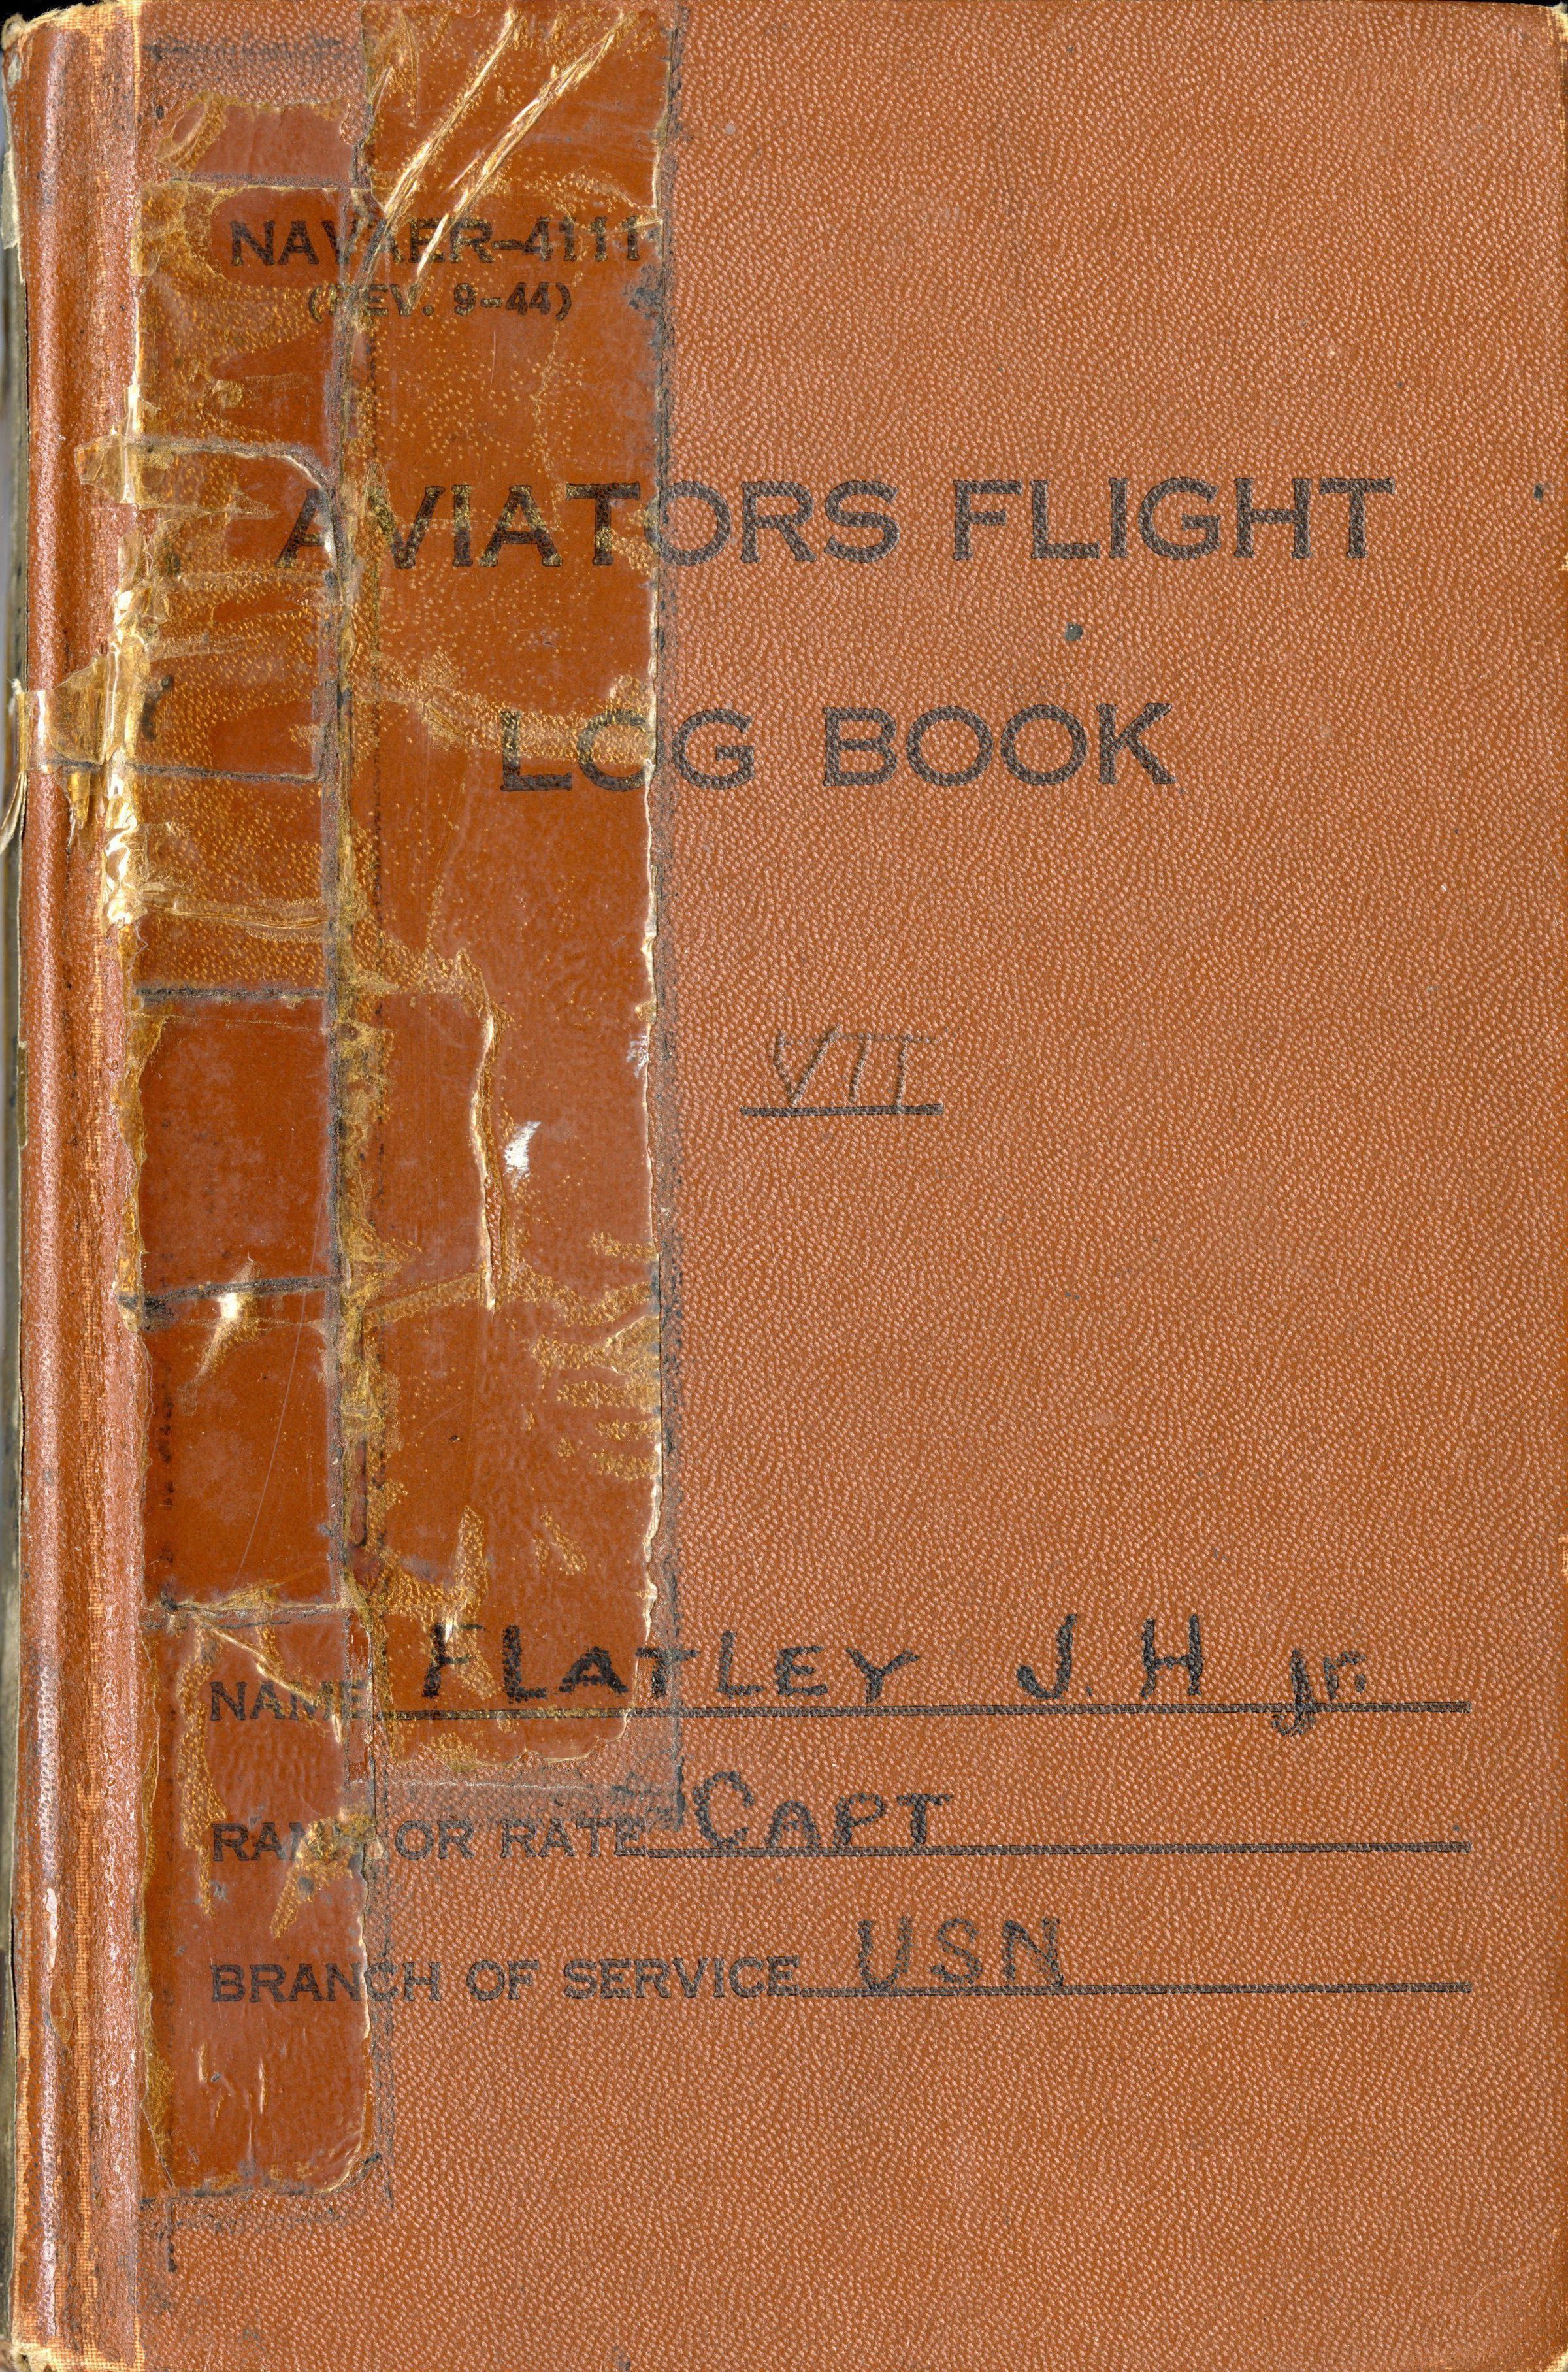 NAVAER-4111
(REV. 9-44)
AVIATORS FLIGHT
LOG BOOK
VII
NAME FLATLEY J. H Jr.
RANK OR RATE CAPT
BRANCH OF SERVICE USN